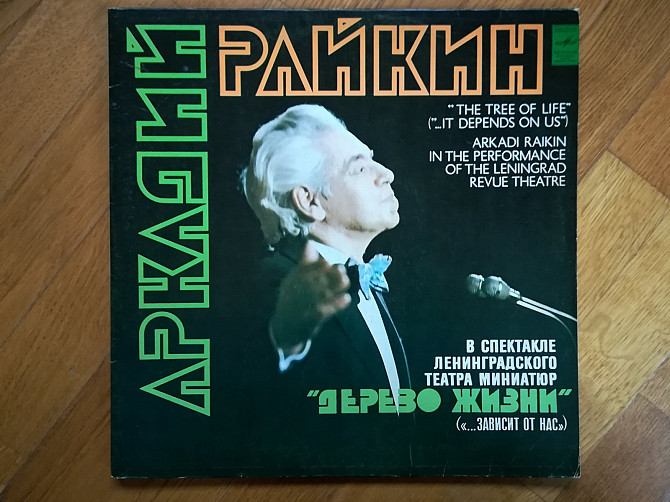 АРКАДИЙ
РАЙКИН
“THE TREE OF LIFE”
(“...IT DEPENDS ON US”)
ARKADI RAIKIN
IN THE PERFORMANCE
OF THE LENINGRAD
REVUE THEATRE
В СПЕКТАКЛЕ
ЛЕНИНГРАДСКОГО
ТЕАТРА МИНИАТЮР
"ДЕРЕВО ЖИЗНИ"
(«...ЗАВИСИТ ОТ НАС»)